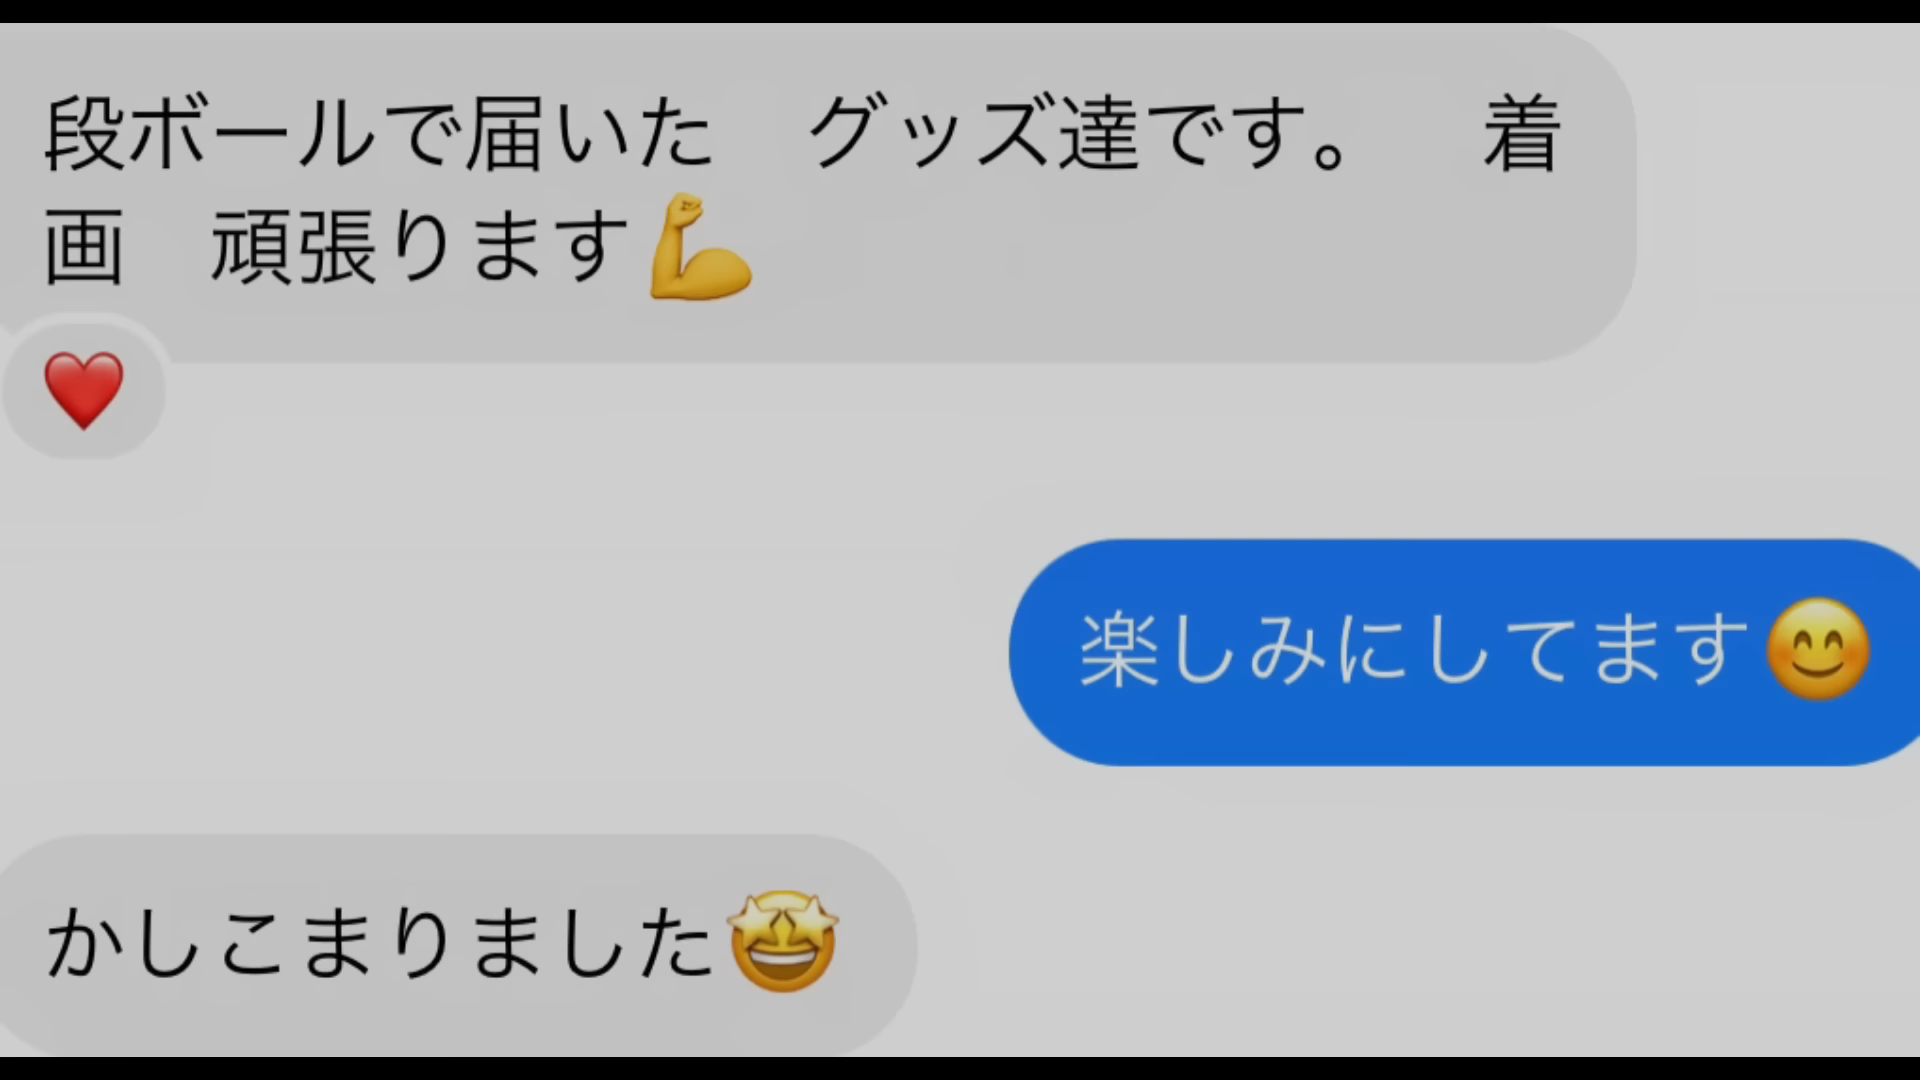 段ボールで届いた　グッズ達です。　着
画　頑張ります💪
❤️
楽しみにしてます😊
かしこまりました🤩